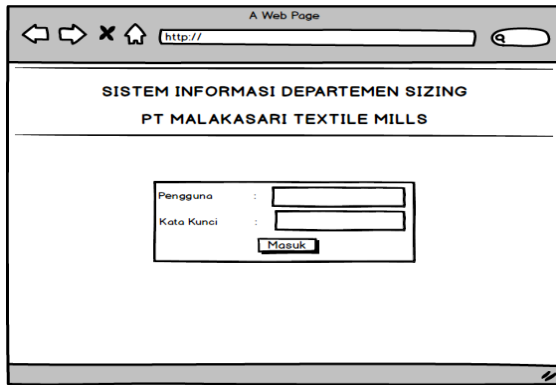 A Web Page
http://
SISTEM INFORMASI DEPARTEMEN SIZING
PT MALAKASARI TEXTILE MILLS
Pengguna :
Kata Kunci :
Masuk